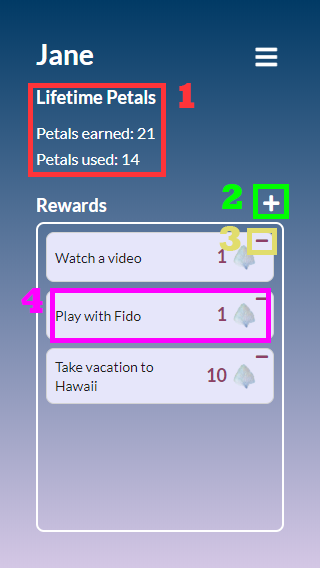 Jane
Lifetime Petals 1
Petals earned: 21
Petals used: 14
2 +
Rewards
3 −
Watch a video 1
4 −
Play with Fido 1
−
Take vacation to 10
Hawaii